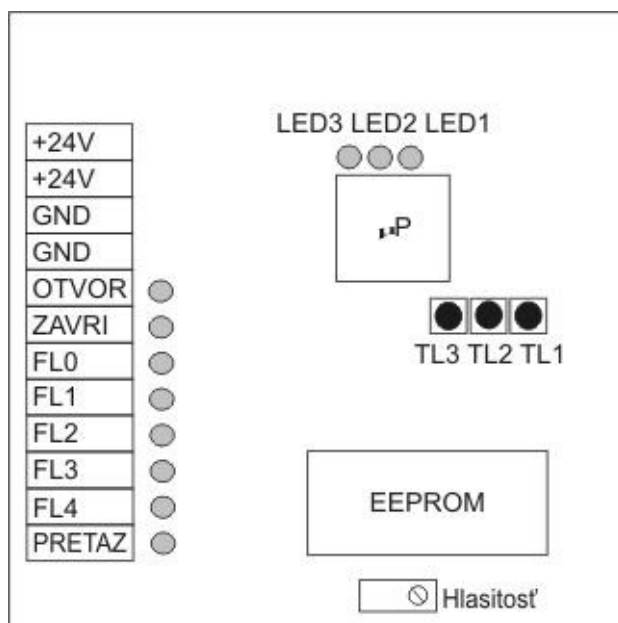 LED3 LED2 LED1
+24V
+24V
GND
GND
OTVOR
ZAVRI
FL0
FL1
FL2
FL3
FL4
PRETAZ
µP
TL3 TL2 TL1
EEPROM
Hlasitosť